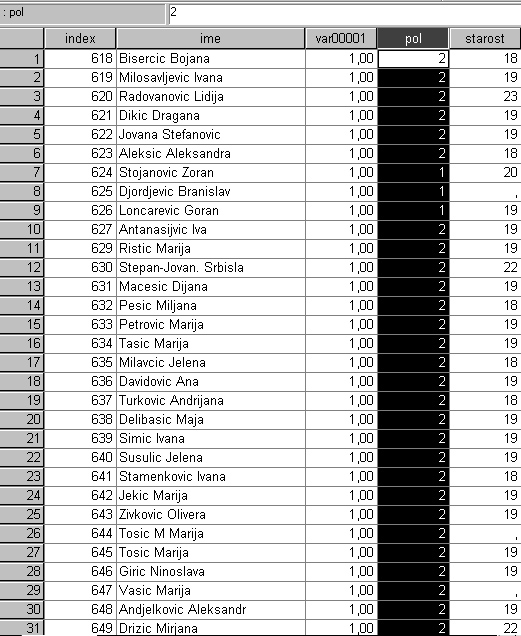 : pol 2
index ime var00001 pol starost
1 618 Bisercic Bojana 1,00 2 18
2 619 Milosavljevic Ivana 1,00 2 19
3 620 Radovanovic Lidija 1,00 2 23
4 621 Dikic Dragana 1,00 2 19
5 622 Jovana Stefanovic 1,00 2 19
6 623 Aleksic Aleksandra 1,00 2 18
7 624 Stojanovic Zoran 1,00 1 20
8 625 Djordjevic Branislav 1,00 1 ,
9 626 Loncarevic Goran 1,00 1 19
10 627 Antanasijvic Iva 1,00 2 19
11 629 Ristic Marija 1,00 2 19
12 630 Stepan-Jovan. Srbisla 1,00 2 22
13 631 Macesic Dijana 1,00 2 19
14 632 Pesic Miljana 1,00 2 18
15 633 Petrovic Marija 1,00 2 19
16 634 Tasic Marija 1,00 2 19
17 635 Milavcic Jelena 1,00 2 18
18 636 Davidovic Ana 1,00 2 19
19 637 Turkovic Andrijana 1,00 2 18
20 638 Delibasic Maja 1,00 2 19
21 639 Simic Ivana 1,00 2 19
22 640 Susulic Jelena 1,00 2 19
23 641 Stamenkovic Ivana 1,00 2 18
24 642 Jekic Marija 1,00 2 19
25 643 Zivkovic Olivera 1,00 2 19
26 644 Tosic M Marija 1,00 2 ,
27 645 Tosic Marija 1,00 2 19
28 646 Giric Ninoslava 1,00 2 19
29 647 Vasic Marija 1,00 2 ,
30 648 Andjelkovic Aleksandr 1,00 2 19
31 649 Drizic Mirjana 1,00 2 22